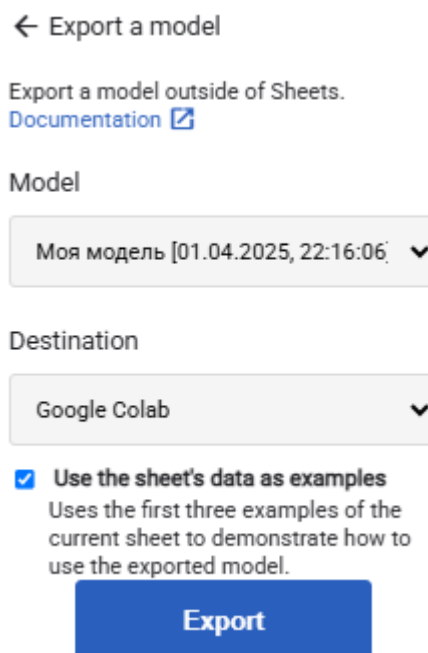 Export a model
Export a model outside of Sheets.
Documentation
Model
Моя модель [01.04.2025, 22:16:06]
Destination
Google Colab
Use the sheet's data as examples
Uses the first three examples of the
current sheet to demonstrate how to
use the exported model.
Export